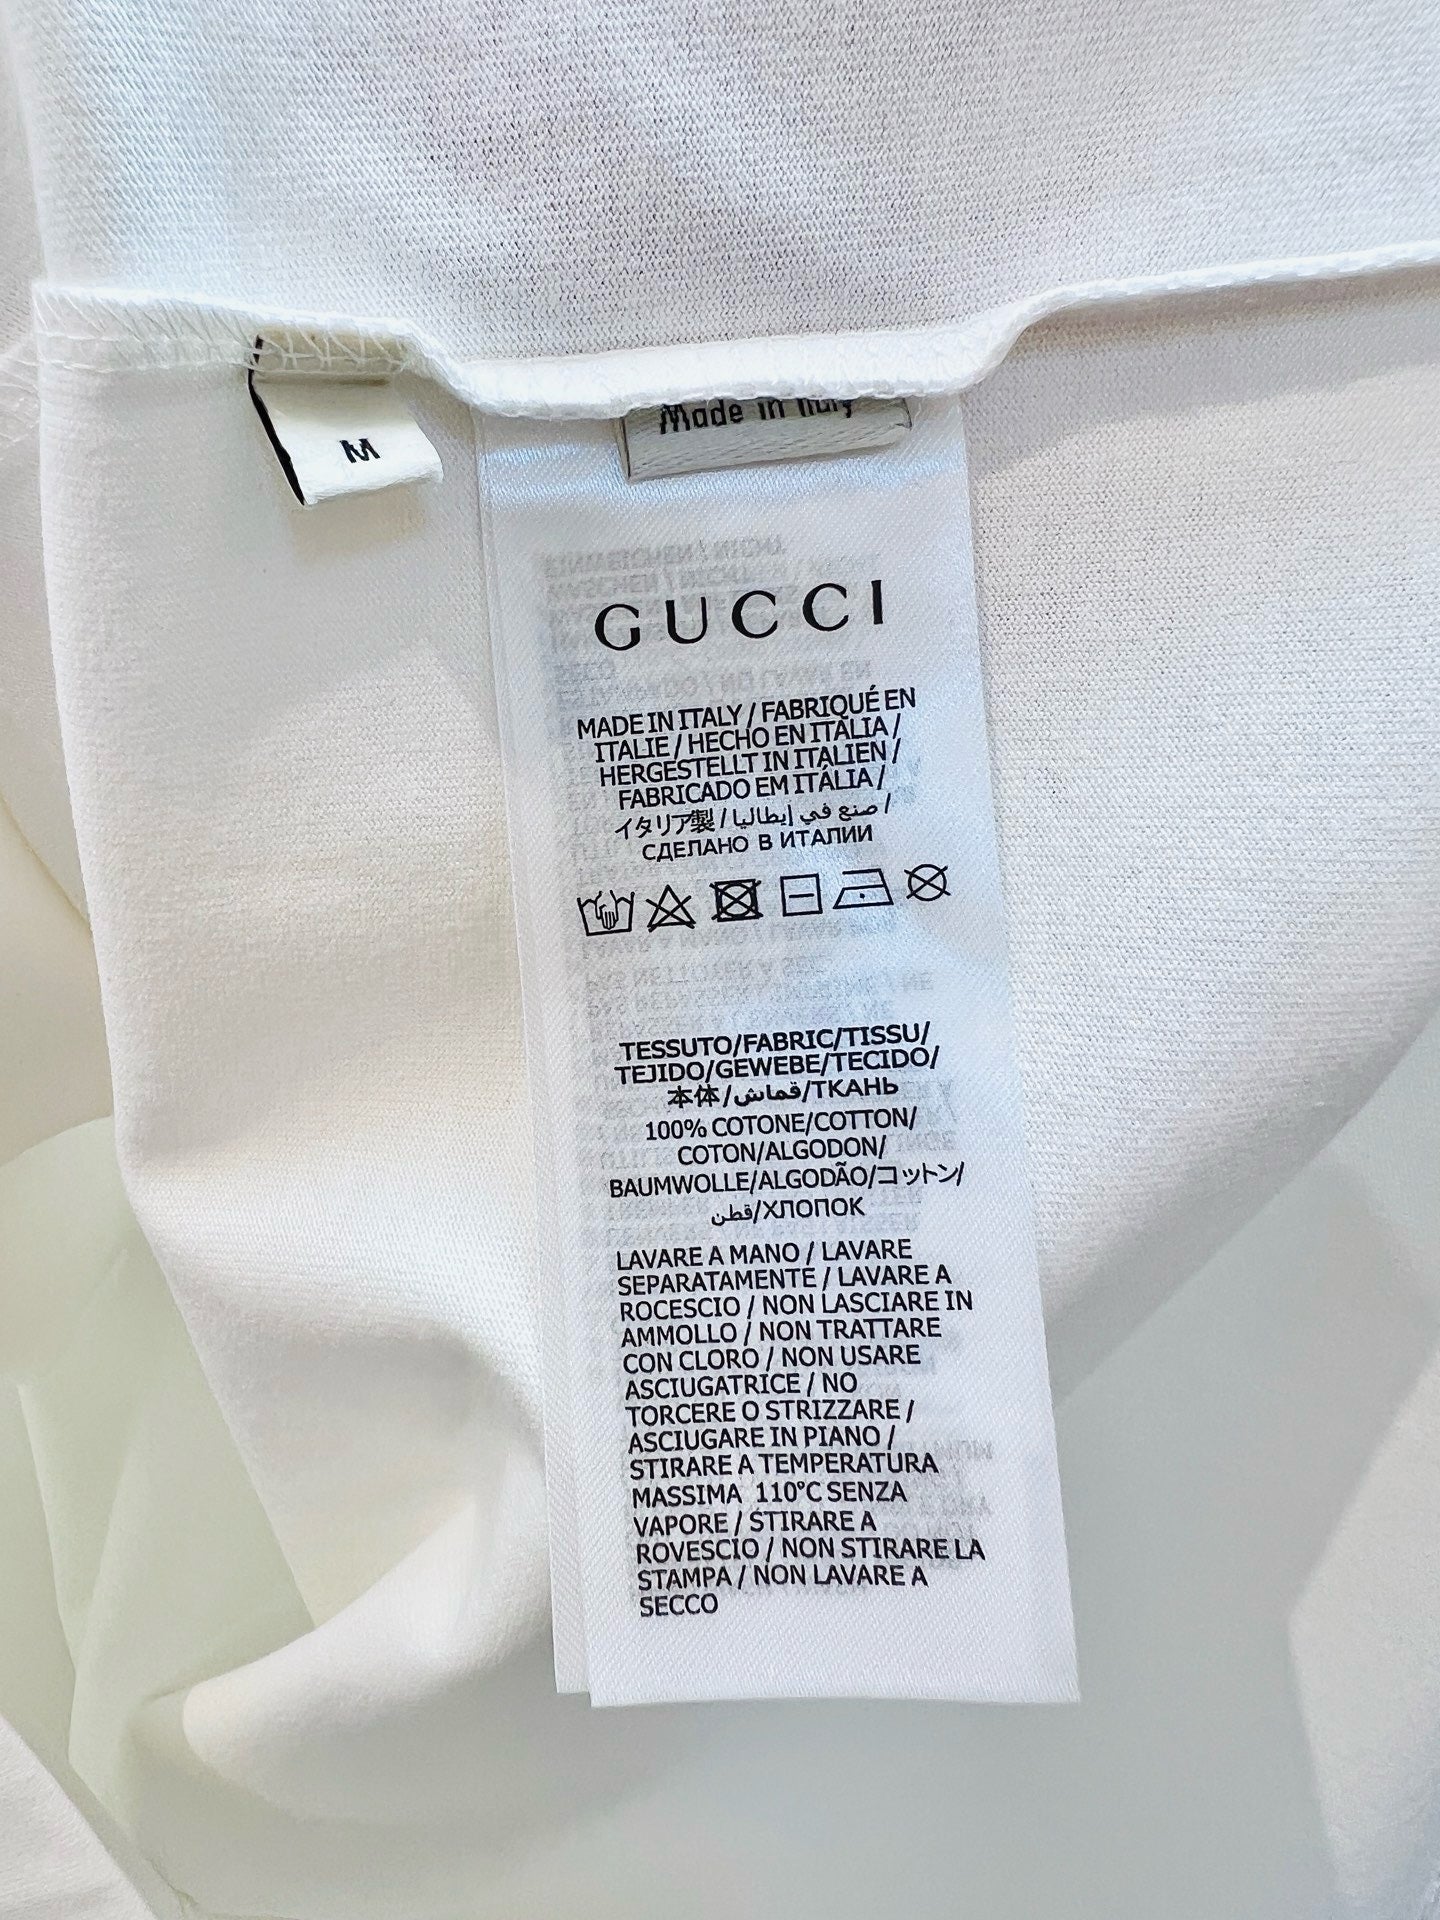 M
Made in Italy
GUCCI
MADE IN ITALY / FABRIQUÉ EN
ITALIE / HECHO EN ITALIA /
HERGESTELLT IN ITALIEN /
FABRICADO EM ITÁLIA /
イタリア製 / صنع في إيطاليا /
СДЕЛАНО В ИТАЛИИ
TESSUTO/FABRIC/TISSU/
TEJIDO/GEWEBE/TECIDO/
本体/قماش/ТКАНЬ
100% COTONE/COTTON/
COTON/ALGODON/
BAUMWOLLE/ALGODÃO/コットン/
قطن/ХЛОПОК
LAVARE A MANO / LAVARE
SEPARATAMENTE / LAVARE A
ROCESCIO / NON LASCIARE IN
AMMOLLO / NON TRATTARE
CON CLORO / NON USARE
ASCIUGATRICE / NO
TORCERE O STRIZZARE /
ASCIUGARE IN PIANO /
STIRARE A TEMPERATURA
MASSIMA 110°C SENZA
VAPORE / STIRARE A
ROVESCIO / NON STIRARE LA
STAMPA / NON LAVARE A
SECCO